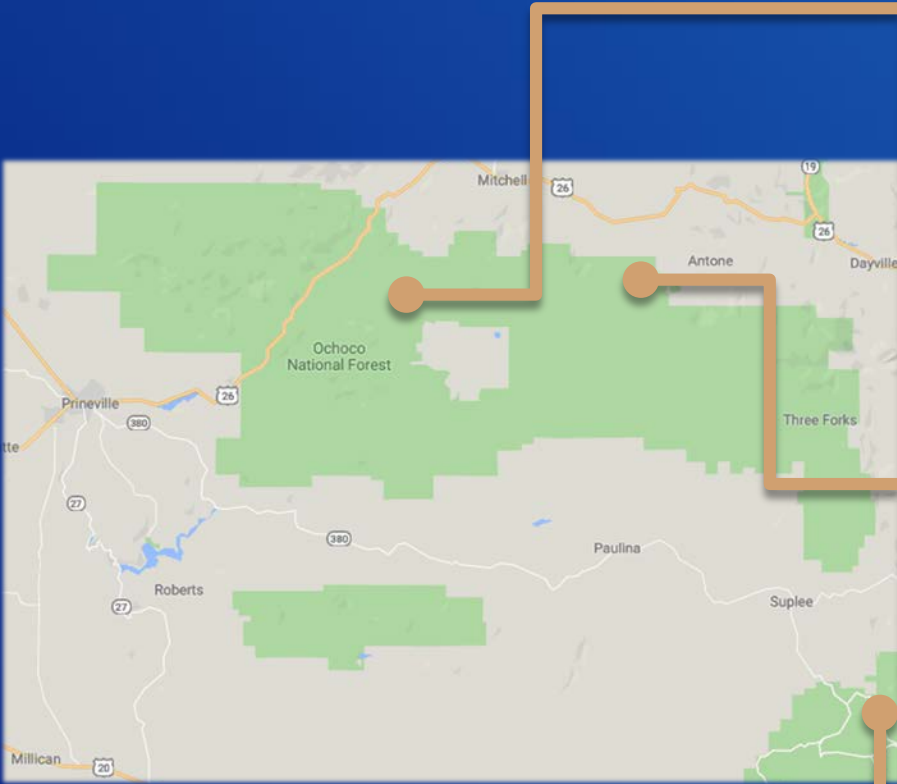 19
Mitchell
26
26
Antone
Dayville
Ochoco
National Forest
26
Prineville
380
Three Forks
tte
27
380
Paulina
Roberts
27
Suplee
Millican
20